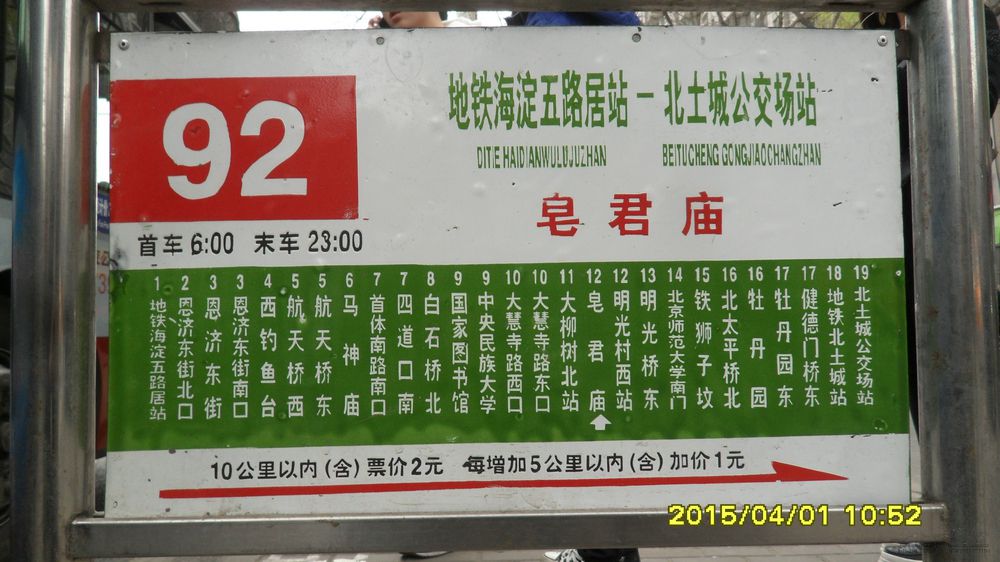 92
地铁海淀五路居站 — 北土城公交场站
DITIE HAIDIANWULUJUZHAN BEITUCHENG GONGJIAOCHANGZHAN
皂君庙
首车 6:00 末车 23:00
1 地铁海淀五路居站
2 恩济东街北口
3 恩济东街
3 恩济东街南口
4 西钓鱼台
5 航天桥西
5 航天桥东
6 马神庙
7 首体南路南口
7 四道口南
8 白石桥北
9 国家图书馆
9 中央民族大学
10 大慧寺路西口
10 大慧寺路东口
11 大柳树北站
12 皂君庙
12 明光村西站
13 明光桥东
14 北京师范大学南门
15 铁狮子坟
16 北太平桥北
16 牡丹园
17 牡丹园东
17 健德门桥东
18 地铁北土城站
19 北土城公交场站
10公里以内(含)票价2元 每增加5公里以内(含)加价1元
2015/04/01 10:52